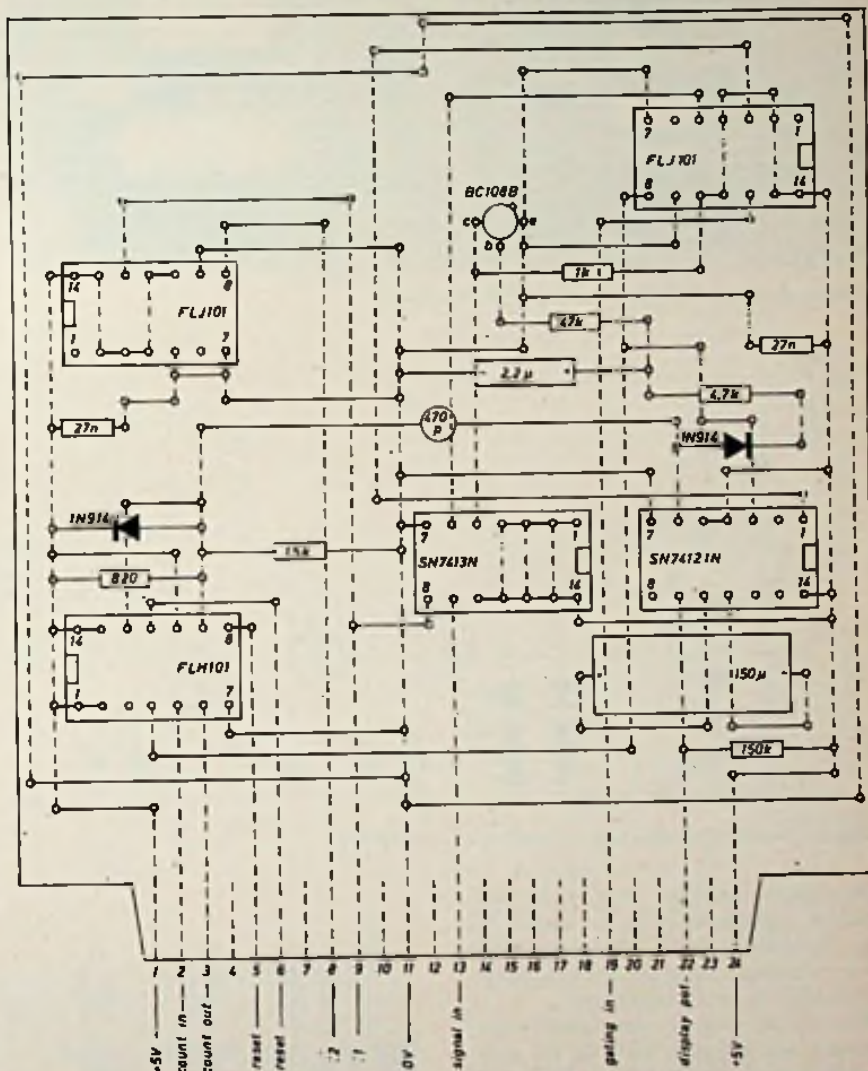 7
1
FLJ101
8
14
BC108B
c
e
b
14
8
FLJ101
1
7
1k
47k
27n
- 2,2µ +
4,7k
27n
470
p
1N914
1N914
7
1
SN7413N
8
14
7
1
SN74121N
8
14
1,5k
820
14
8
FLH101
1
7
150µ
150k
1 2 3 4 5 6 7 8 9 10 11 12 13 14 15 16 17 18 19 20 21 22 23 24
+5V
count in
count out
reset
reset
:2
:1
0V
signal in
gating in
display pot
+5V